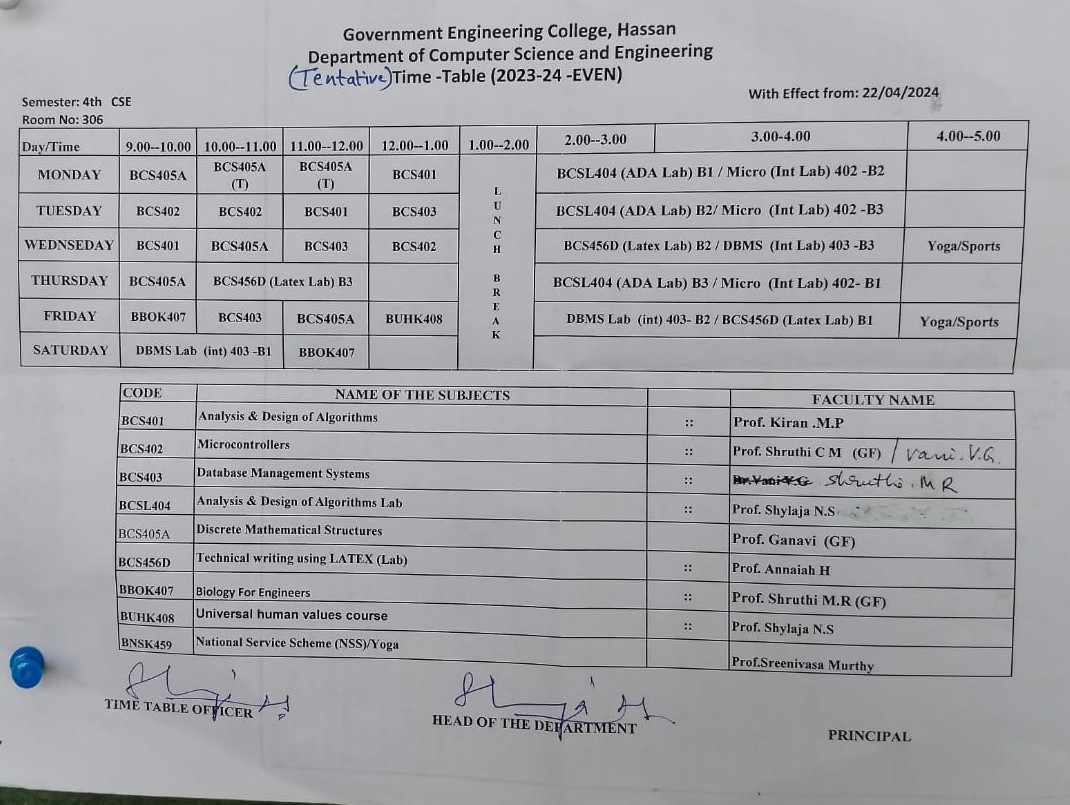 Government Engineering College, Hassan
Department of Computer Science and Engineering
(Tentative) Time -Table (2023-24 -EVEN)
Semester: 4th CSE
With Effect from: 22/04/2024
Room No: 306
Day/Time 9.00--10.00 10.00--11.00 11.00--12.00 12.00--1.00 1.00--2.00 2.00--3.00 3.00-4.00 4.00--5.00
MONDAY BCS405A BCS405A (T) BCS405A (T) BCS401 BCSL404 (ADA Lab) B1 / Micro (Int Lab) 402 -B2
TUESDAY BCS402 BCS402 BCS401 BCS403 BCSL404 (ADA Lab) B2/ Micro (Int Lab) 402 -B3
WEDNSEDAY BCS401 BCS405A BCS403 BCS402 BCS456D (Latex Lab) B2 / DBMS (Int Lab) 403 -B3 Yoga/Sports
THURSDAY BCS405A BCS456D (Latex Lab) B3 BCSL404 (ADA Lab) B3 / Micro (Int Lab) 402- B1
FRIDAY BBOK407 BCS403 BCS405A BUHK408 DBMS Lab (int) 403- B2 / BCS456D (Latex Lab) B1 Yoga/Sports
SATURDAY DBMS Lab (int) 403 -B1 BBOK407
LUNCH BREAK
CODE NAME OF THE SUBJECTS FACULTY NAME
BCS401 Analysis & Design of Algorithms :: Prof. Kiran .M.P
BCS402 Microcontrollers :: Prof. Shruthi C M (GF) / Vani. V.G.
BCS403 Database Management Systems :: Dr.Vani V.G Shruthi. M R
BCSL404 Analysis & Design of Algorithms Lab :: Prof. Shylaja N.S
BCS405A Discrete Mathematical Structures Prof. Ganavi (GF)
BCS456D Technical writing using LATEX (Lab) :: Prof. Annaiah H
BBOK407 Biology For Engineers :: Prof. Shruthi M.R (GF)
BUHK408 Universal human values course :: Prof. Shylaja N.S
BNSK459 National Service Scheme (NSS)/Yoga Prof.Sreenivasa Murthy
TIME TABLE OFFICER
HEAD OF THE DEPARTMENT
PRINCIPAL